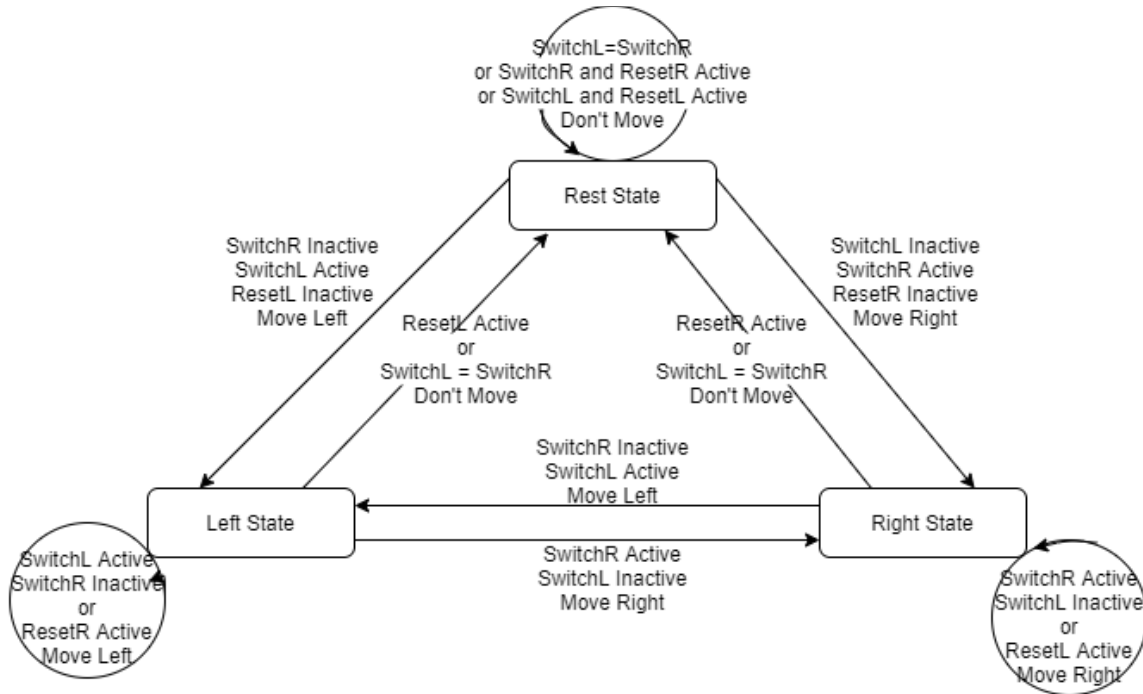 SwitchL=SwitchR
or SwitchR and ResetR Active
or SwitchL and ResetL Active
Don't Move
Rest State
SwitchR Inactive
SwitchL Active
ResetL Inactive
Move Left
SwitchL Inactive
SwitchR Active
ResetR Inactive
Move Right
ResetL Active
or
SwitchL = SwitchR
Don't Move
ResetR Active
or
SwitchL = SwitchR
Don't Move
SwitchR Inactive
SwitchL Active
Move Left
Left State
Right State
SwitchR Active
SwitchL Inactive
Move Right
SwitchL Active
SwitchR Inactive
or
ResetR Active
Move Left
SwitchR Active
SwitchL Inactive
or
ResetL Active
Move Right